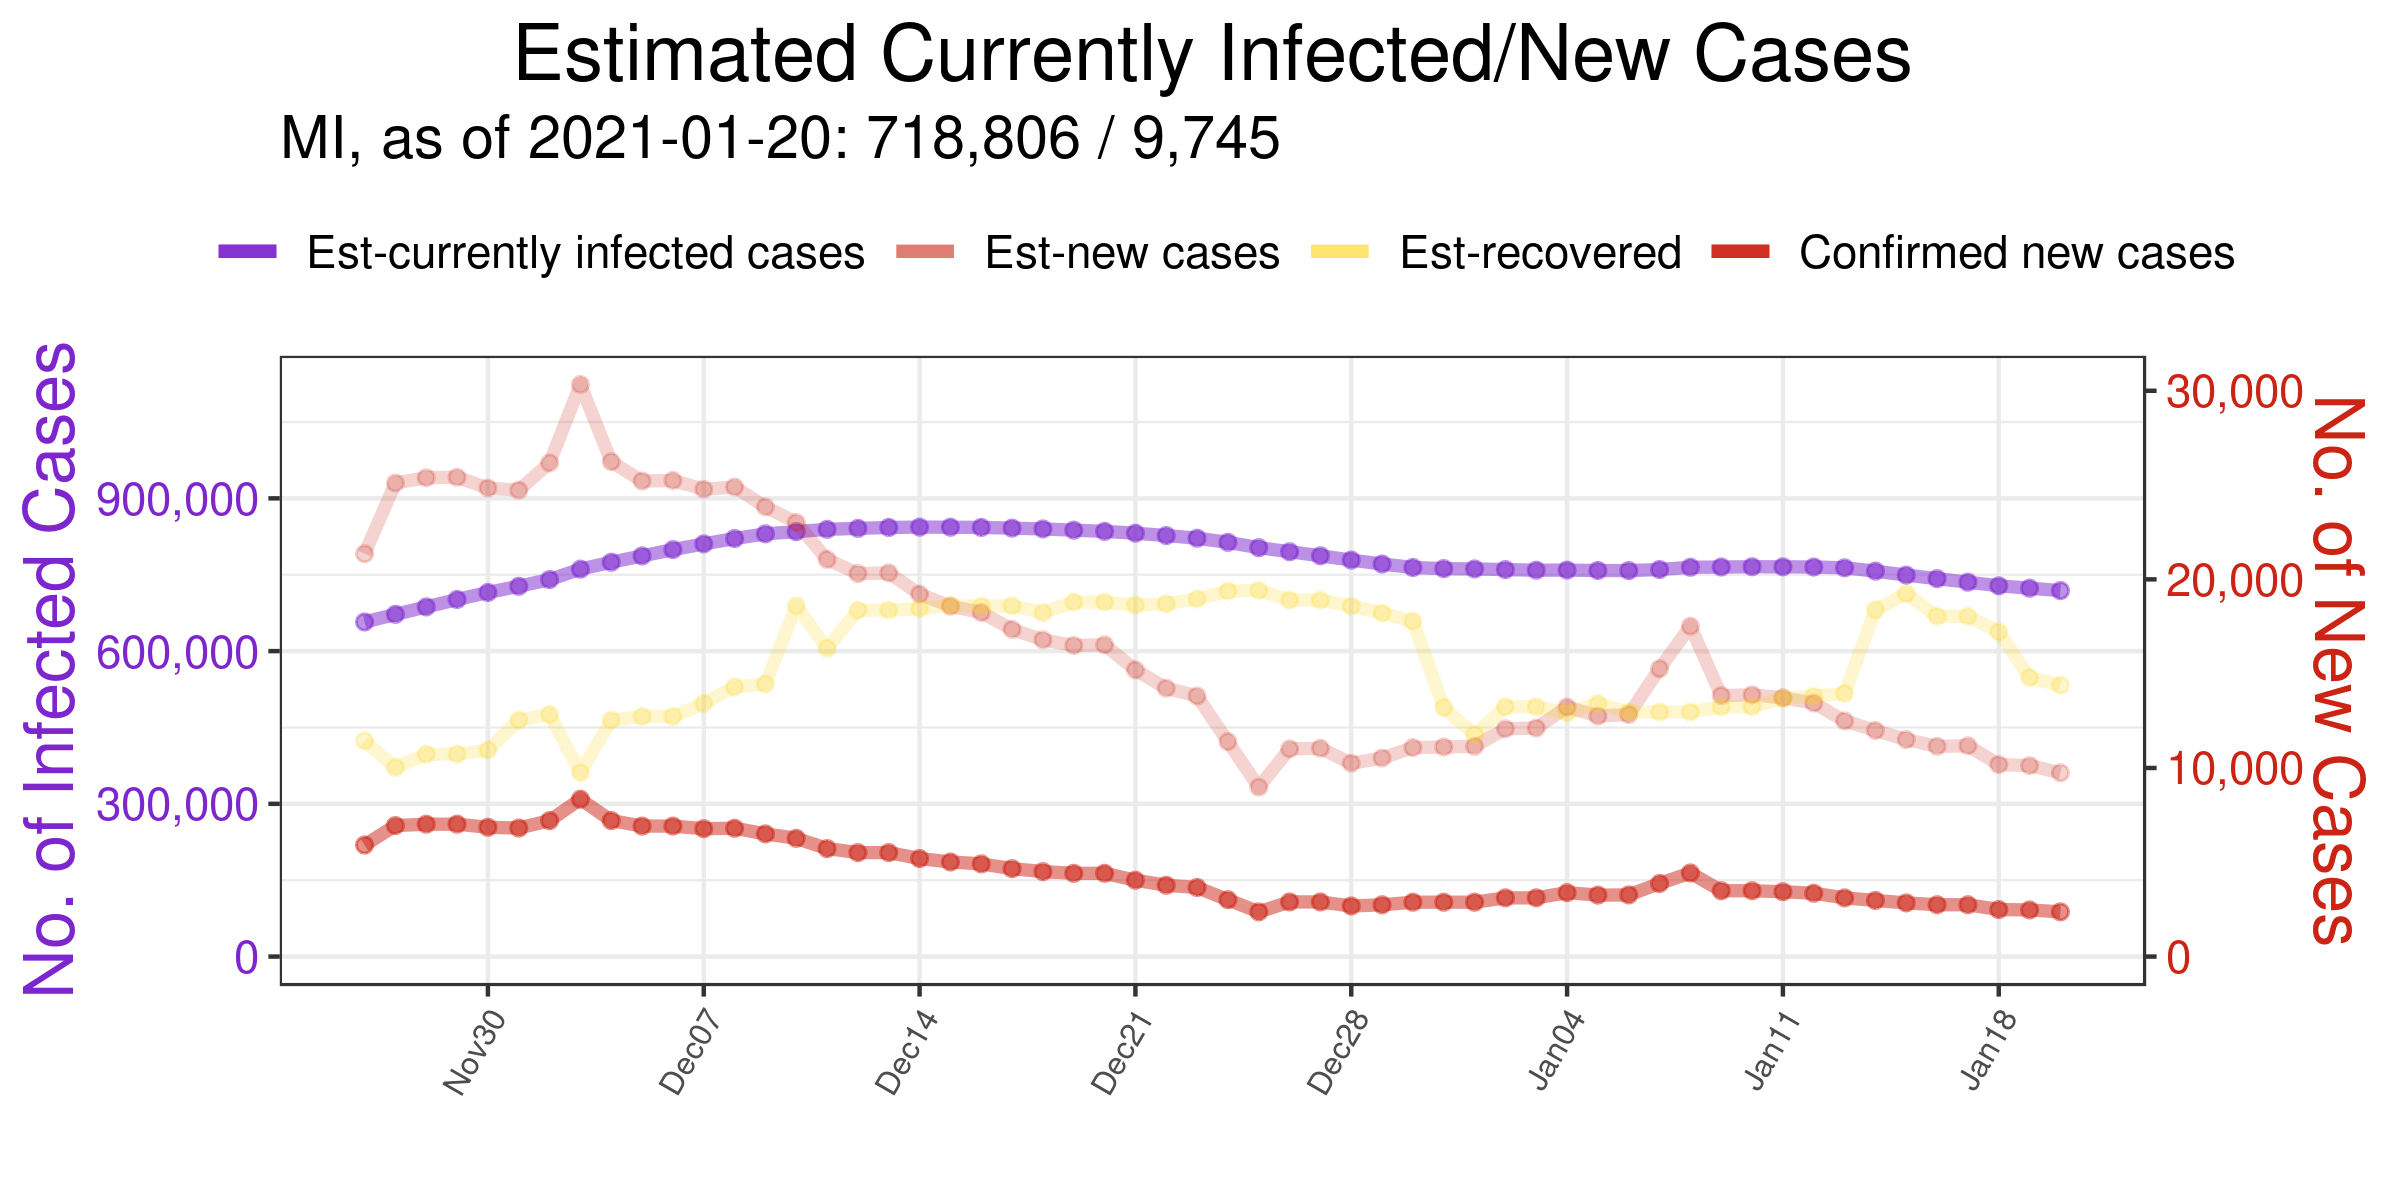 Estimated Currently Infected/New Cases
MI, as of 2021-01-20: 718,806 / 9,745
Est-currently infected cases Est-new cases Est-recovered Confirmed new cases
No. of Infected Cases
900,000
600,000
300,000
0
30,000
20,000
10,000
0
No. of New Cases
Nov30 Dec07 Dec14 Dec21 Dec28 Jan04 Jan11 Jan18